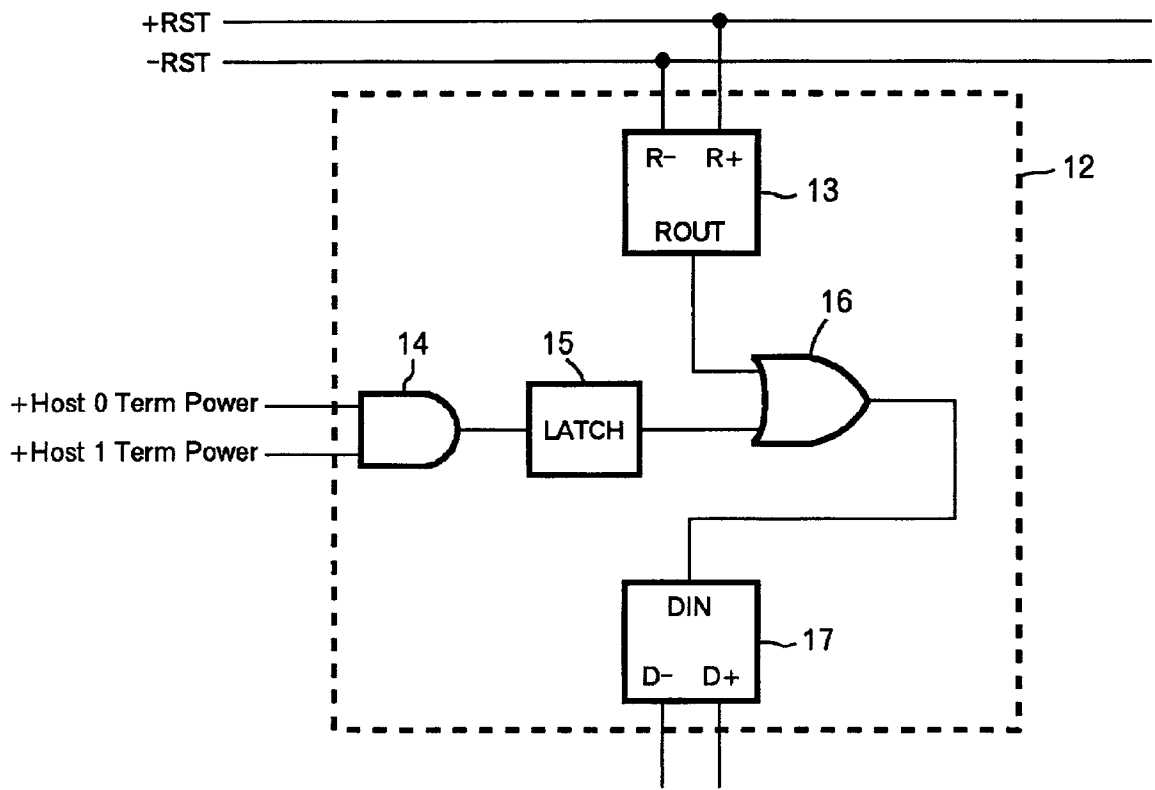 +RST
−RST
R− R+
ROUT
12
13
16
14
15
+Host 0 Term Power
+Host 1 Term Power
LATCH
DIN
D− D+
17